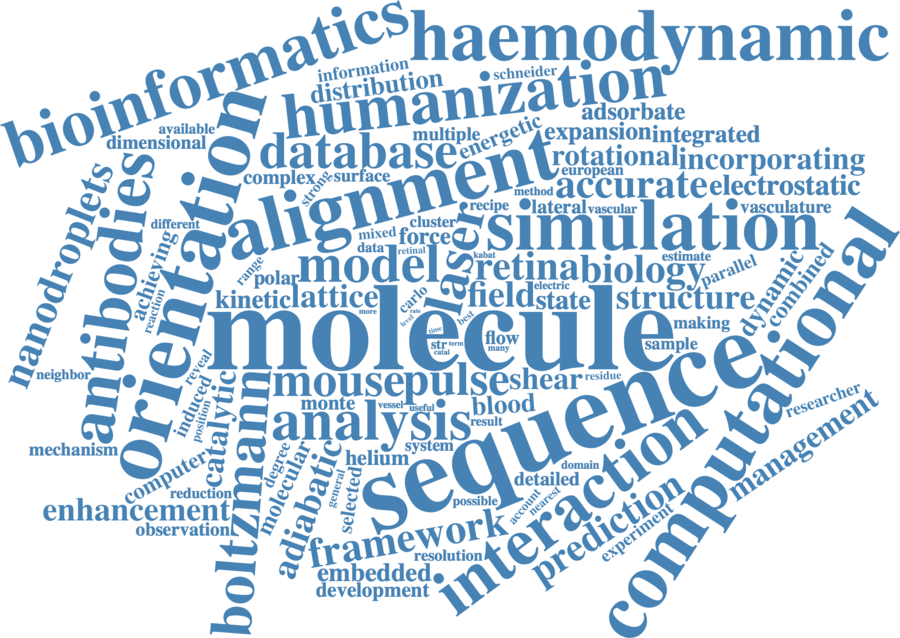 bioinformatics
haemodynamic
information
schneider
distribution
humanization
adsorbate
available
dimensional
multiple
energetic
expansion
integrated
database
rotational
incorporating
european
complex
strong
surface
alignment
method
accurate
electrostatic
nanodroplets
antibodies
orientation
different
achieving
reaction
recipe
lateral
vascular
vasculature
cluster
mixed
force
data
retinal
laser
simulation
kabat
estimate
range
polar
model
retina
biology
parallel
dynamic
combined
kinetic
lattice
more
carlo
rate
level
field
electric
state
structure
molecule
time
best
str
term
catal
flow
many
making
sample
neighbor
reveal
induced
position
catalytic
boltzmann
mouse
pulse
shear
residue
monte
vessel
useful
blood
result
analysis
sequence
computational
researcher
management
mechanism
computer
system
helium
degree
molecular
adiabatic
general
selected
domain
detailed
interaction
reduction
enhancement
observation
possible
account
nearest
prediction
experiment
framework
resolution
embedded
development